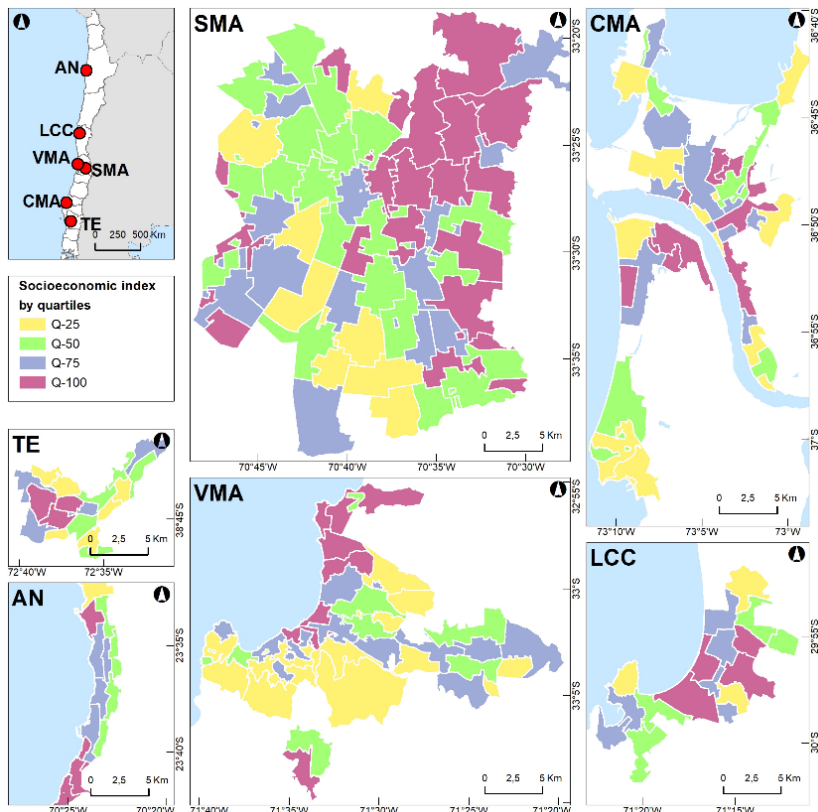 AN
LCC
VMA
SMA
CMA
TE
0 250 500 Km
Socioeconomic index
by quartiles
Q-25
Q-50
Q-75
Q-100
SMA
33°20'S
33°25'S
33°30'S
33°35'S
0 2,5 5 Km
70°45'W 70°40'W 70°35'W 70°30'W
CMA
36°40'S
36°45'S
36°50'S
36°55'S
37°S
0 2,5 5 Km
73°10'W 73°5'W 73°W
TE
38°45'S
0 2,5 5 Km
72°40'W 72°35'W
VMA
32°55'S
33°S
33°5'S
0 2,5 5 Km
71°40'W 71°35'W 71°30'W 71°25'W 71°20'W
AN
23°35'S
23°40'S
0 2,5 5 Km
70°25'W 70°20'W
LCC
29°55'S
30°S
0 2,5 5 Km
71°20'W 71°15'W